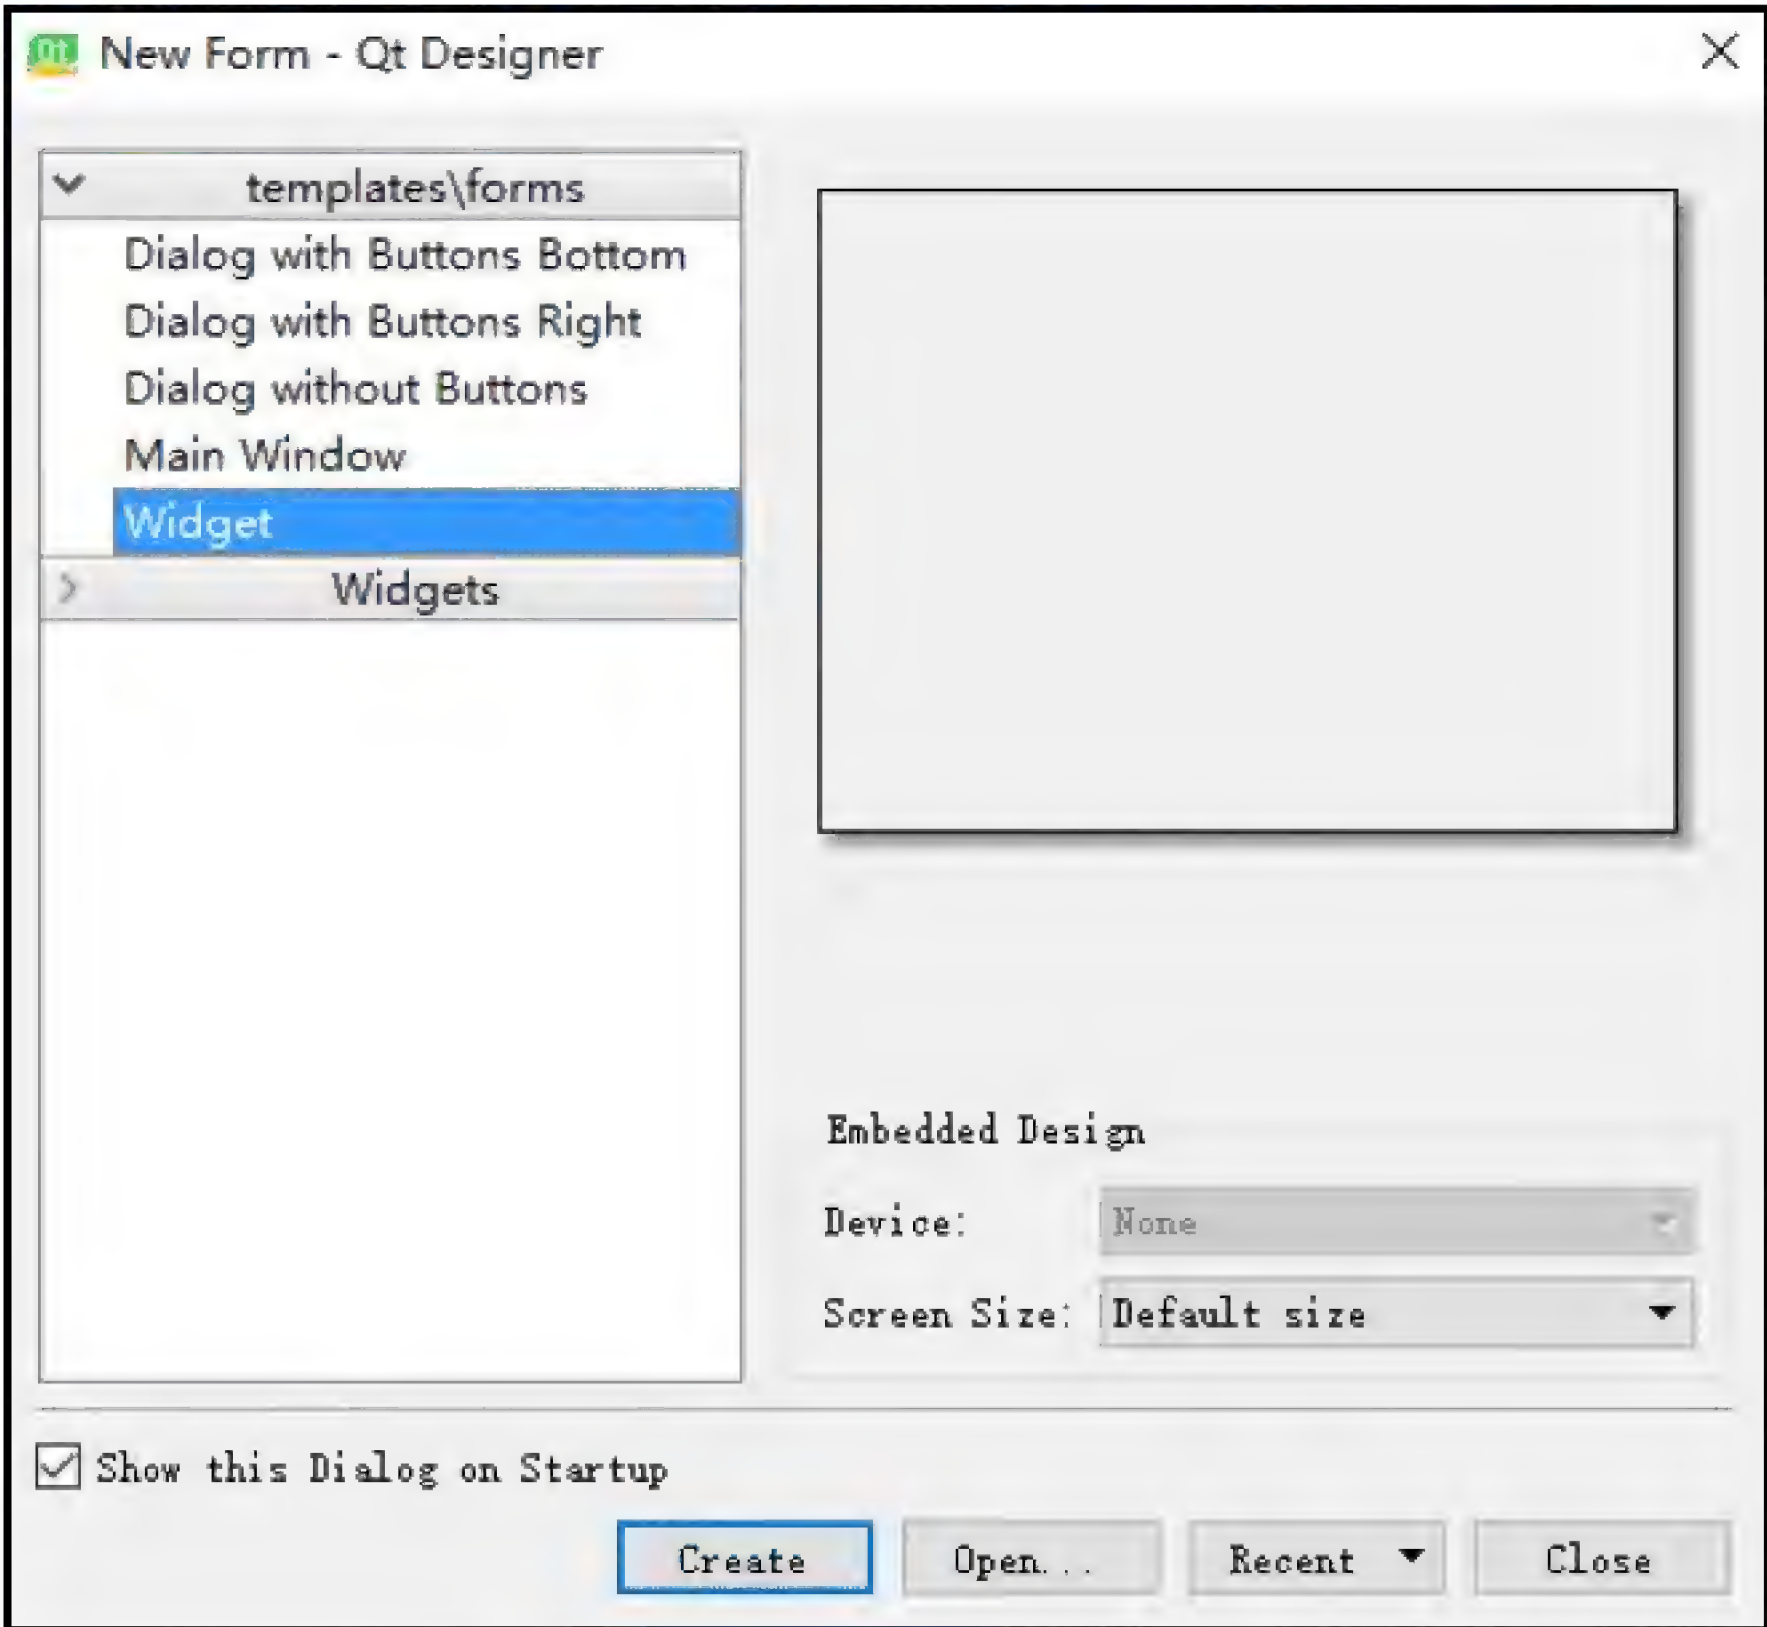 Qt New Form - Qt Designer
templates\forms
Dialog with Buttons Bottom
Dialog with Buttons Right
Dialog without Buttons
Main Window
Widget
Widgets
Embedded Design
Device: None
Screen Size: Default size
Show this Dialog on Startup
Create Open... Recent Close